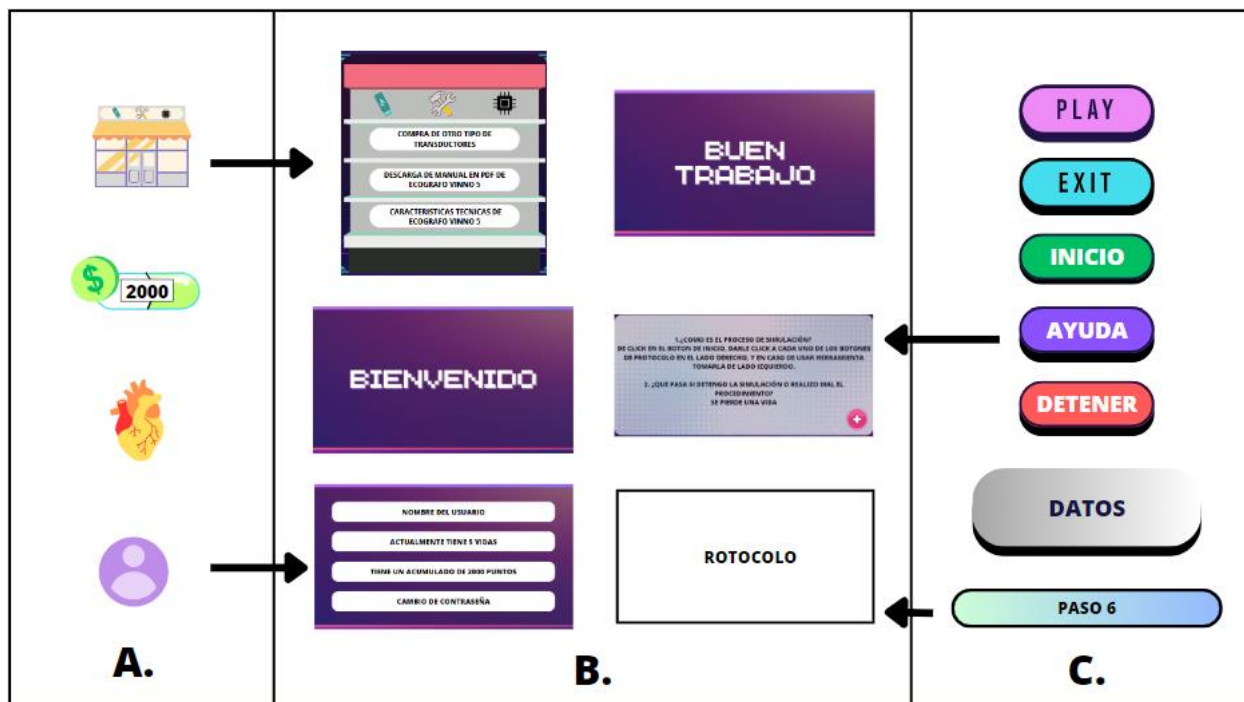 2000
A.
COMPRA DE OTRO TIPO DE
TRANSDUCTORES
DESCARGA DE MANUAL EN PDF DE
ECOGRAFO VINNO 5
CARACTERISTICAS TECNICAS DE
ECOGRAFO VINNO 5
BUEN
TRABAJO
BIENVENIDO
1.¿COMO ES EL PROCESO DE SIMULACIÓN?
DE CLICK EN EL BOTON DE INICIO, DARLE CLICK A CADA UNO DE LOS BOTONES
DE PROTOCOLO EN EL LADO DERECHO, Y EN CASO DE USAR HERRAMIENTA
TOMARLA DE LADO IZQUIERDO.
2. ¿QUE PASA SI DETENGO LA SIMULACIÓN O REALIZO MAL EL
PROCEDIMIENTO?
SE PIERDE UNA VIDA
NOMBRE DEL USUARIO
ACTUALMENTE TIENE 5 VIDAS
TIENE UN ACUMULADO DE 2000 PUNTOS
CAMBIO DE CONTRASEÑA
ROTOCOLO
B.
PLAY
EXIT
INICIO
AYUDA
DETENER
DATOS
PASO 6
C.